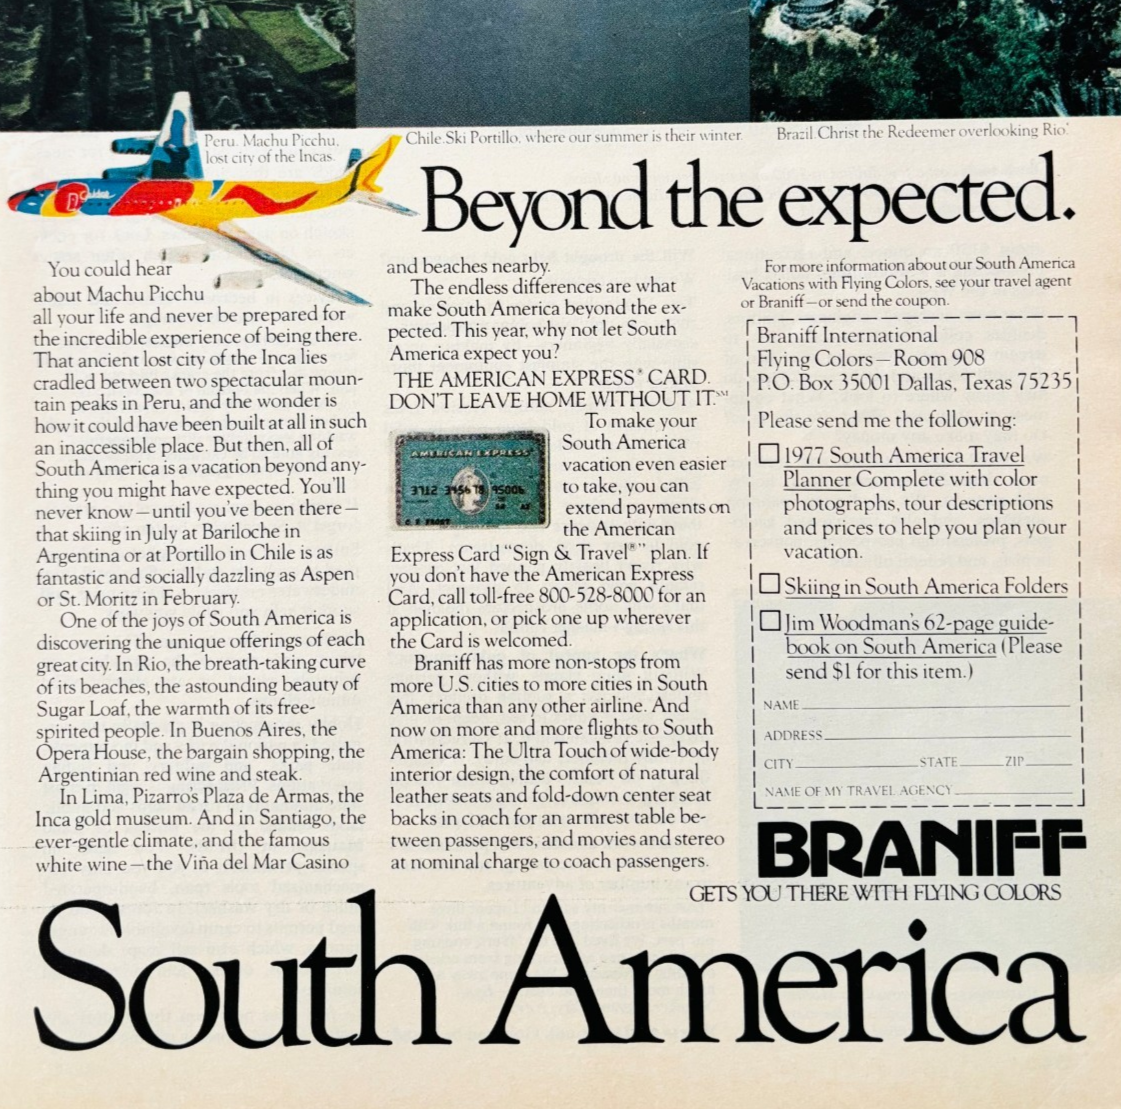 Peru. Machu Picchu,
lost city of the Incas.
Chile. Ski Portillo, where our summer is their winter.
Brazil. Christ the Redeemer overlooking Rio.
Beyond the expected.
You could hear
about Machu Picchu
all your life and never be prepared for
the incredible experience of being there.
That ancient lost city of the Inca lies
cradled between two spectacular moun-
tain peaks in Peru, and the wonder is
how it could have been built at all in such
an inaccessible place. But then, all of
South America is a vacation beyond any-
thing you might have expected. You'll
never know—until you've been there—
that skiing in July at Bariloche in
Argentina or at Portillo in Chile is as
fantastic and socially dazzling as Aspen
or St. Moritz in February.
One of the joys of South America is
discovering the unique offerings of each
great city. In Rio, the breath-taking curve
of its beaches, the astounding beauty of
Sugar Loaf, the warmth of its free-
spirited people. In Buenos Aires, the
Opera House, the bargain shopping, the
Argentinian red wine and steak.
In Lima, Pizarro's Plaza de Armas, the
Inca gold museum. And in Santiago, the
ever-gentle climate, and the famous
white wine—the Viña del Mar Casino
and beaches nearby.
The endless differences are what
make South America beyond the ex-
pected. This year, why not let South
America expect you?
THE AMERICAN EXPRESS® CARD.
DON'T LEAVE HOME WITHOUT IT.℠
AMERICAN EXPRESS
3712 345678 95006
C F FROST
To make your
South America
vacation even easier
to take, you can
extend payments on
the American
Express Card "Sign & Travel®" plan. If
you don't have the American Express
Card, call toll-free 800-528-8000 for an
application, or pick one up wherever
the Card is welcomed.
Braniff has more non-stops from
more U.S. cities to more cities in South
America than any other airline. And
now on more and more flights to South
America: The Ultra Touch of wide-body
interior design, the comfort of natural
leather seats and fold-down center seat
backs in coach for an armrest table be-
tween passengers, and movies and stereo
at nominal charge to coach passengers.
For more information about our South America
Vacations with Flying Colors, see your travel agent
or Braniff—or send the coupon.
Braniff International
Flying Colors—Room 908
P.O. Box 35001 Dallas, Texas 75235
Please send me the following:
1977 South America Travel
Planner Complete with color
photographs, tour descriptions
and prices to help you plan your
vacation.
Skiing in South America Folders
Jim Woodman's 62-page guide-
book on South America (Please
send $1 for this item.)
NAME
ADDRESS
CITY STATE ZIP
NAME OF MY TRAVEL AGENCY
BRANIFF
GETS YOU THERE WITH FLYING COLORS
South America